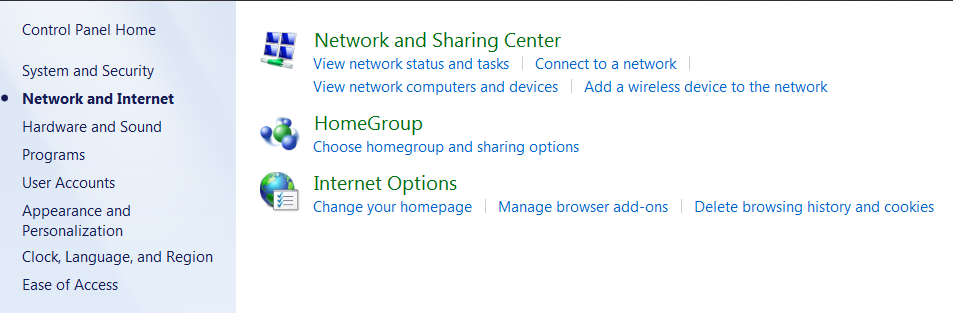 Control Panel Home
System and Security
Network and Internet
Hardware and Sound
Programs
User Accounts
Appearance and
Personalization
Clock, Language, and Region
Ease of Access
Network and Sharing Center
View network status and tasks Connect to a network
View network computers and devices Add a wireless device to the network
HomeGroup
Choose homegroup and sharing options
Internet Options
Change your homepage Manage browser add-ons Delete browsing history and cookies